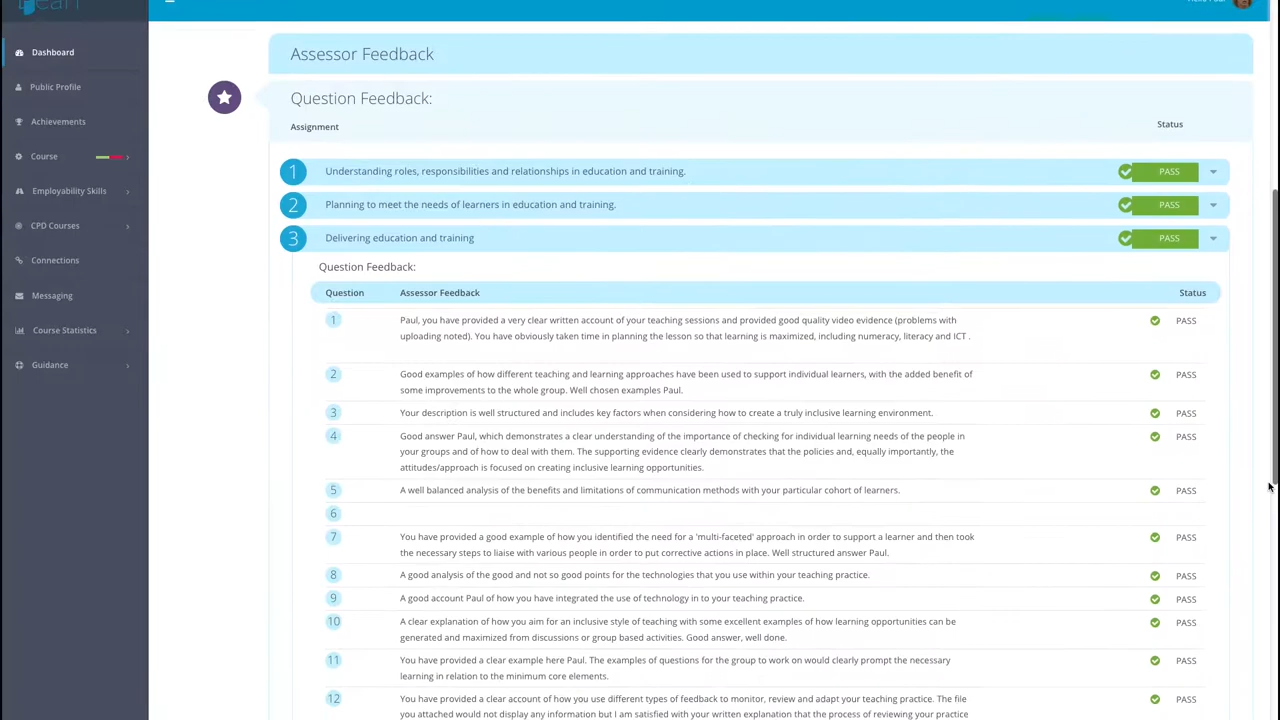 Dashboard
Public Profile
Achievements
Course
Employability Skills
CPD Courses
Connections
Messaging
Course Statistics
Guidance
Assessor Feedback
Question Feedback:
Assignment Status
1 Understanding roles, responsibilities and relationships in education and training. PASS
2 Planning to meet the needs of learners in education and training. PASS
3 Delivering education and training PASS
Question Feedback:
Question Assessor Feedback Status
1 Paul, you have provided a very clear written account of your teaching sessions and provided good quality video evidence (problems with PASS
uploading noted). You have obviously taken time in planning the lesson so that learning is maximized, including numeracy, literacy and ICT .
2 Good examples of how different teaching and learning approaches have been used to support individual learners, with the added benefit of PASS
some improvements to the whole group. Well chosen examples Paul.
3 Your description is well structured and includes key factors when considering how to create a truly inclusive learning environment. PASS
4 Good answer Paul, which demonstrates a clear understanding of the importance of checking for individual learning needs of the people in PASS
your groups and of how to deal with them. The supporting evidence clearly demonstrates that the policies and, equally importantly, the
attitudes/approach is focused on creating inclusive learning opportunities.
5 A well balanced analysis of the benefits and limitations of communication methods with your particular cohort of learners. PASS
6
7 You have provided a good example of how you identified the need for a 'multi-faceted' approach in order to support a learner and then took PASS
the necessary steps to liaise with various people in order to put corrective actions in place. Well structured answer Paul.
8 A good analysis of the good and not so good points for the technologies that you use within your teaching practice. PASS
9 A good account Paul of how you have integrated the use of technology in to your teaching practice. PASS
10 A clear explanation of how you aim for an inclusive style of teaching with some excellent examples of how learning opportunities can be PASS
generated and maximized from discussions or group based activities. Good answer, well done.
11 You have provided a clear example here Paul. The examples of questions for the group to work on would clearly prompt the necessary PASS
learning in relation to the minimum core elements.
12 You have provided a clear account of how you use different types of feedback to monitor, review and adapt your teaching practice. The file PASS
you attached would not display any information but I am satisfied with your written explanation that the process of reviewing your practice